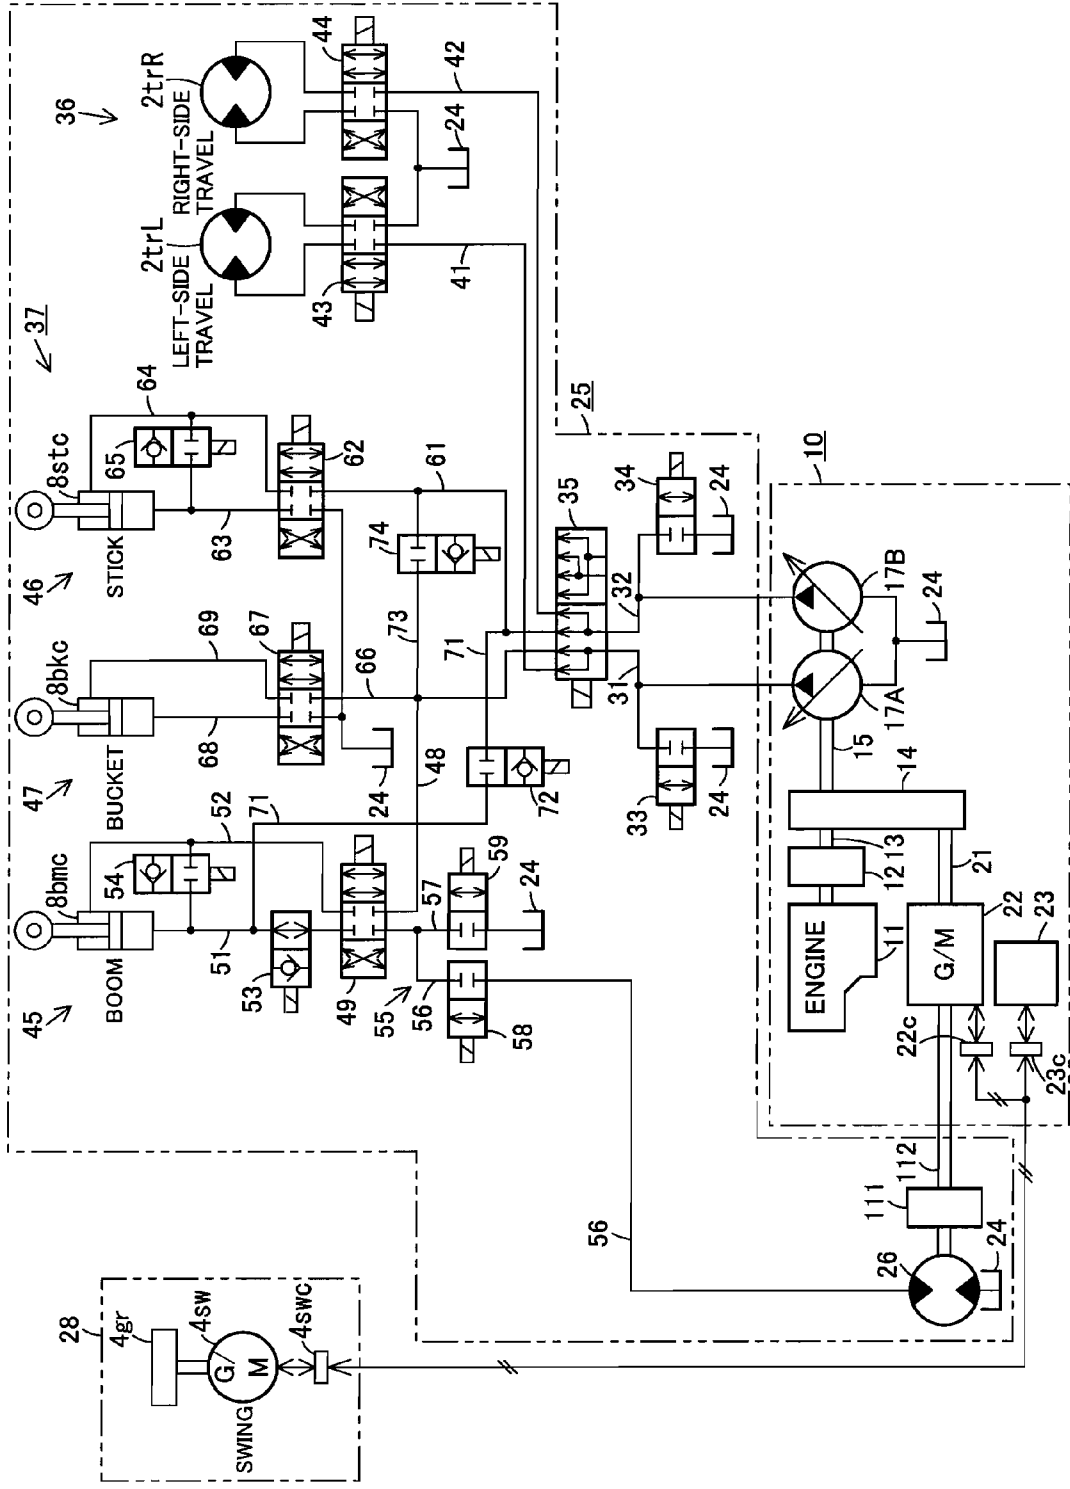 36
2trR
RIGHT-SIDE
TRAVEL
44
42
24
2trL
LEFT-SIDE
TRAVEL
43
41
37
46
8stc
STICK
65
64
63
62
61
74
73
47
8bkc
BUCKET
69
68
67
66
24
45
8bmc
BOOM
54
52
51
71
53
49
48
55
56
57
58
59
24
72
71
25
35
34
32
31
33
24
24
10
17B
17A
24
15
14
13
12
21
ENGINE
11
G/M
22
23
22c
23c
112
111
26
24
56
28
4gr
4sw
G
M
4swc
SWING